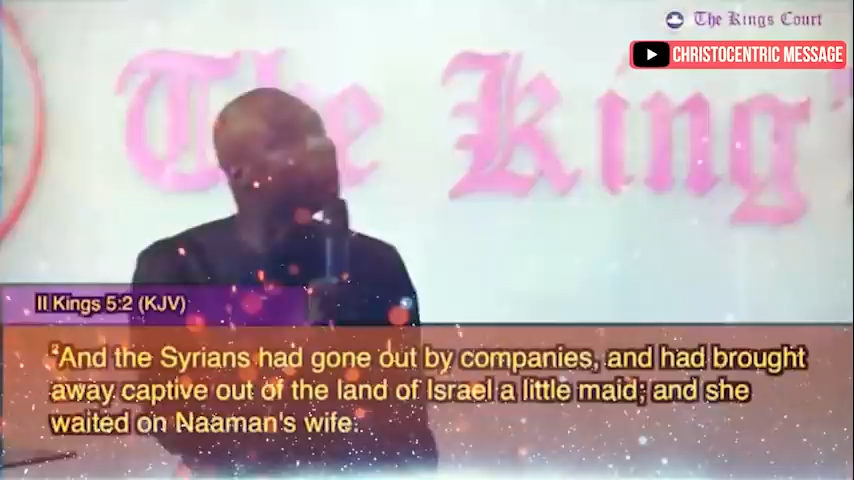 The Kings Court
CHRISTOCENTRIC MESSAGE
The King'
II Kings 5:2 (KJV)
²And the Syrians had gone out by companies, and had brought
away captive out of the land of Israel a little maid; and she
waited on Naaman's wife.